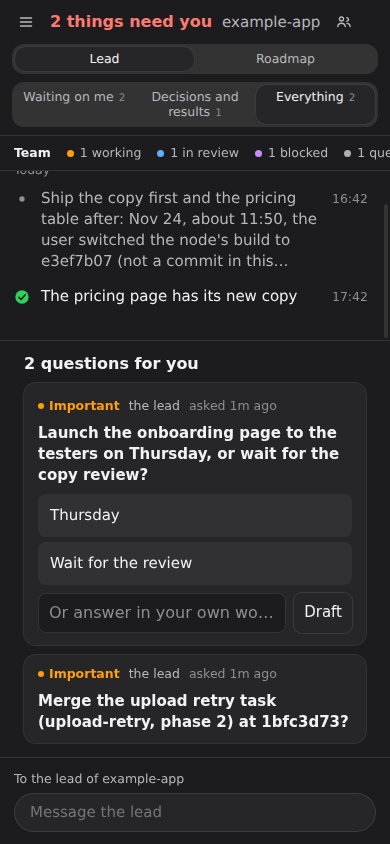 2 things need you example-app
Lead Roadmap
Waiting on me 2
Decisions and
results 1
Everything 2
Team 1 working 1 in review 1 blocked 1 que
Today
Ship the copy first and the pricing 16:42
table after: Nov 24, about 11:50, the
user switched the node's build to
e3ef7b07 (not a commit in this…
The pricing page has its new copy 17:42
2 questions for you
Important the lead asked 1m ago
Launch the onboarding page to the
testers on Thursday, or wait for the
copy review?
Thursday
Wait for the review
Or answer in your own wo… Draft
Important the lead asked 1m ago
Merge the upload retry task
(upload-retry, phase 2) at 1bfc3d73?
To the lead of example-app
Message the lead